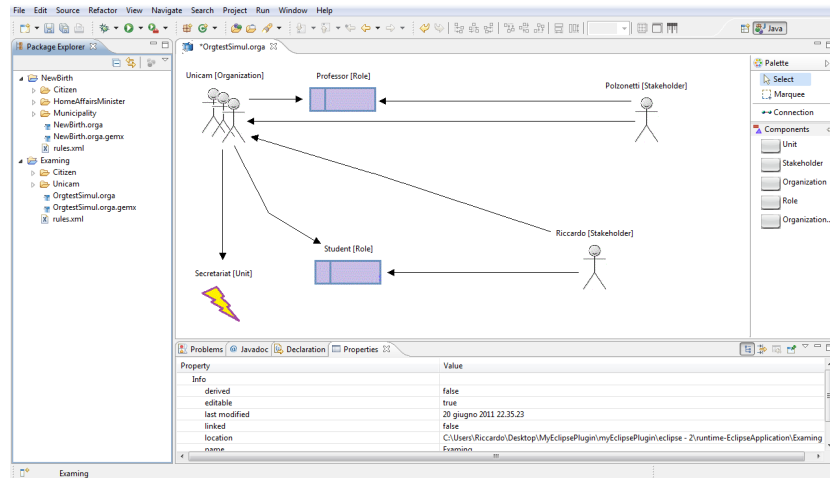 File Edit Source Refactor View Navigate Search Project Run Window Help
Java
Package Explorer
NewBirth
Citizen
HomeAffairsMinister
Municipality
NewBirth.orga
NewBirth.orga.gemx
rules.xml
Examing
Citizen
Unicam
OrgtestSimul.orga
OrgtestSimul.orga.gemx
rules.xml
*OrgtestSimul.orga
Unicam [Organization]
Professor [Role]
Polzonetti [Stakeholder]
Riccardo [Stakeholder]
Student [Role]
Secretariat [Unit]
Palette
Select
Marquee
Connection
Components
Unit
Stakeholder
Organization
Role
Organization...
Problems @ Javadoc Declaration Properties
Property Value
Info
derived false
editable true
last modified 20 giugno 2011 22.35.23
linked false
location C:\Users\Riccardo\Desktop\MyEclipsePlugin\myEclipsePlugin\eclipse - 2\runtime-EclipseApplication\Examing
name Examing
Examing